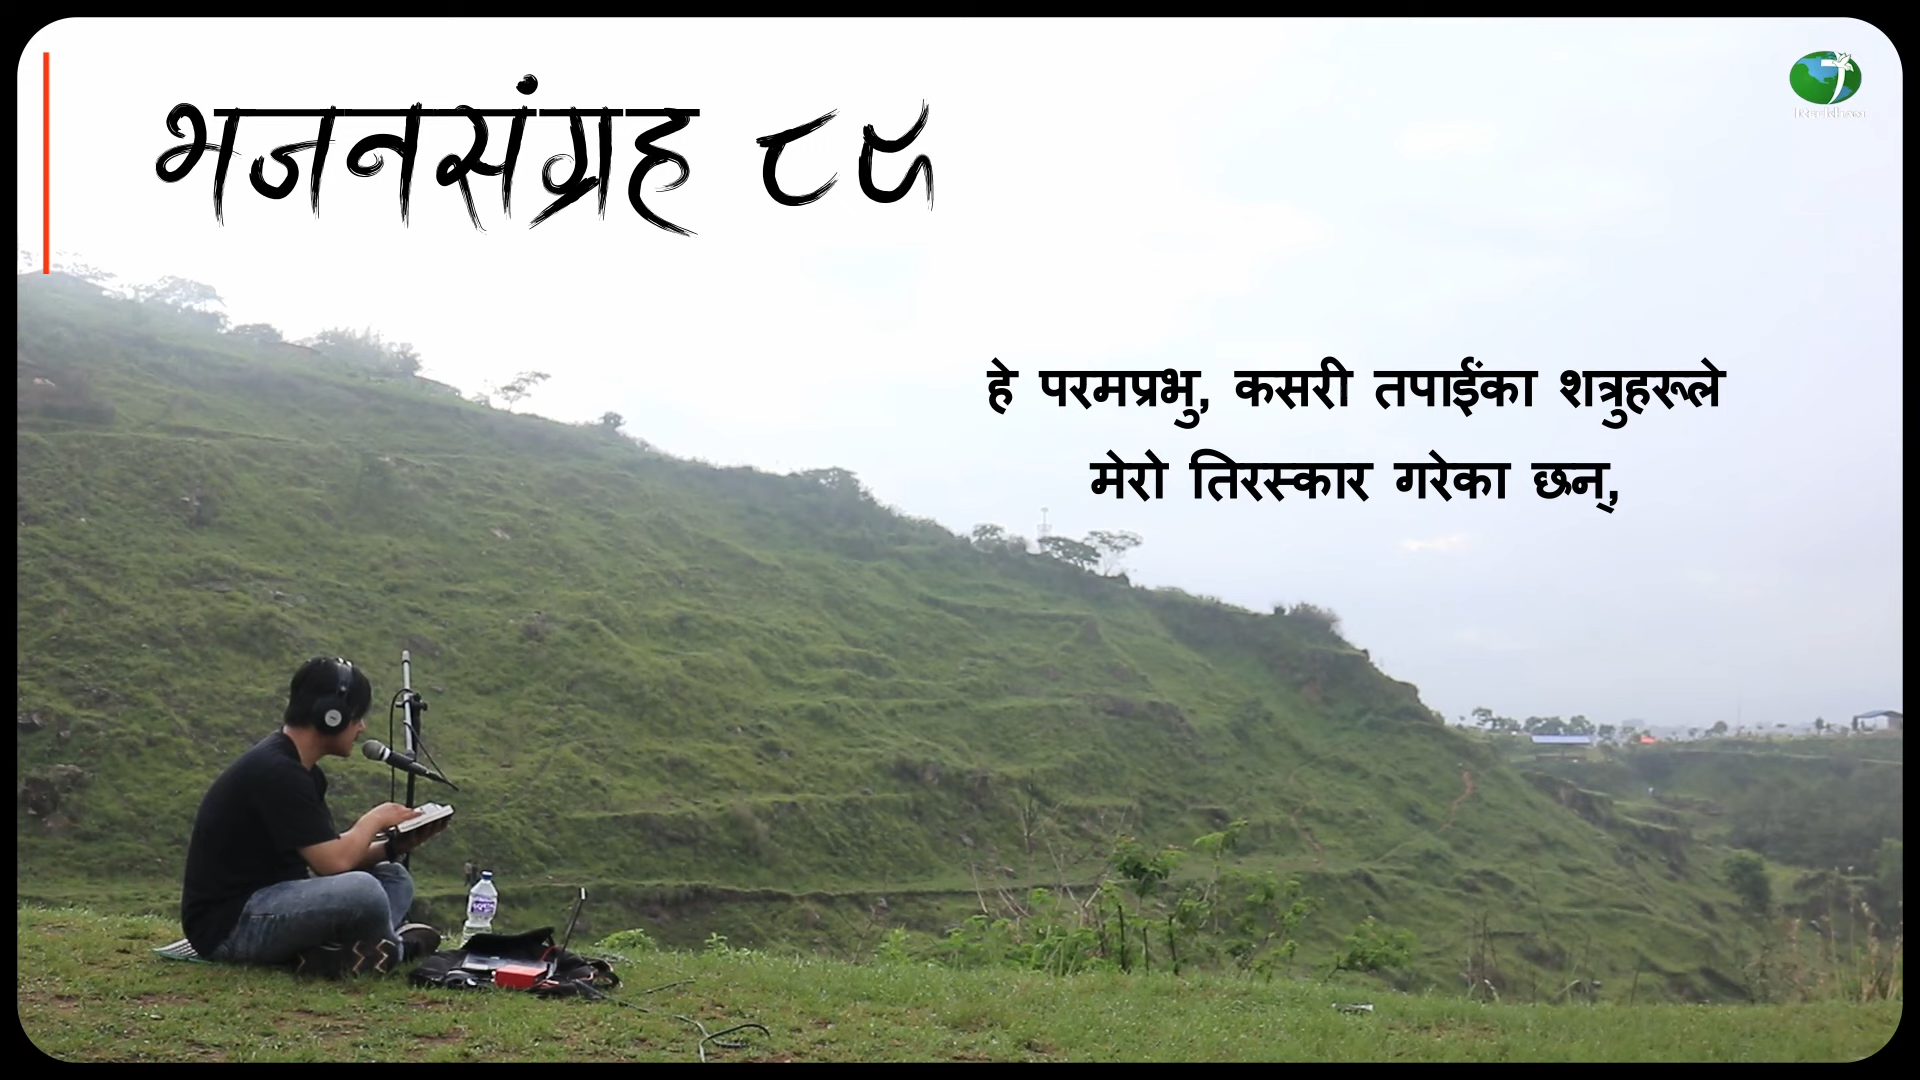 भजनसंग्रह ८९
हे परमप्रभु, कसरी तपाईंका शत्रुहरूले
मेरो तिरस्कार गरेका छन्,